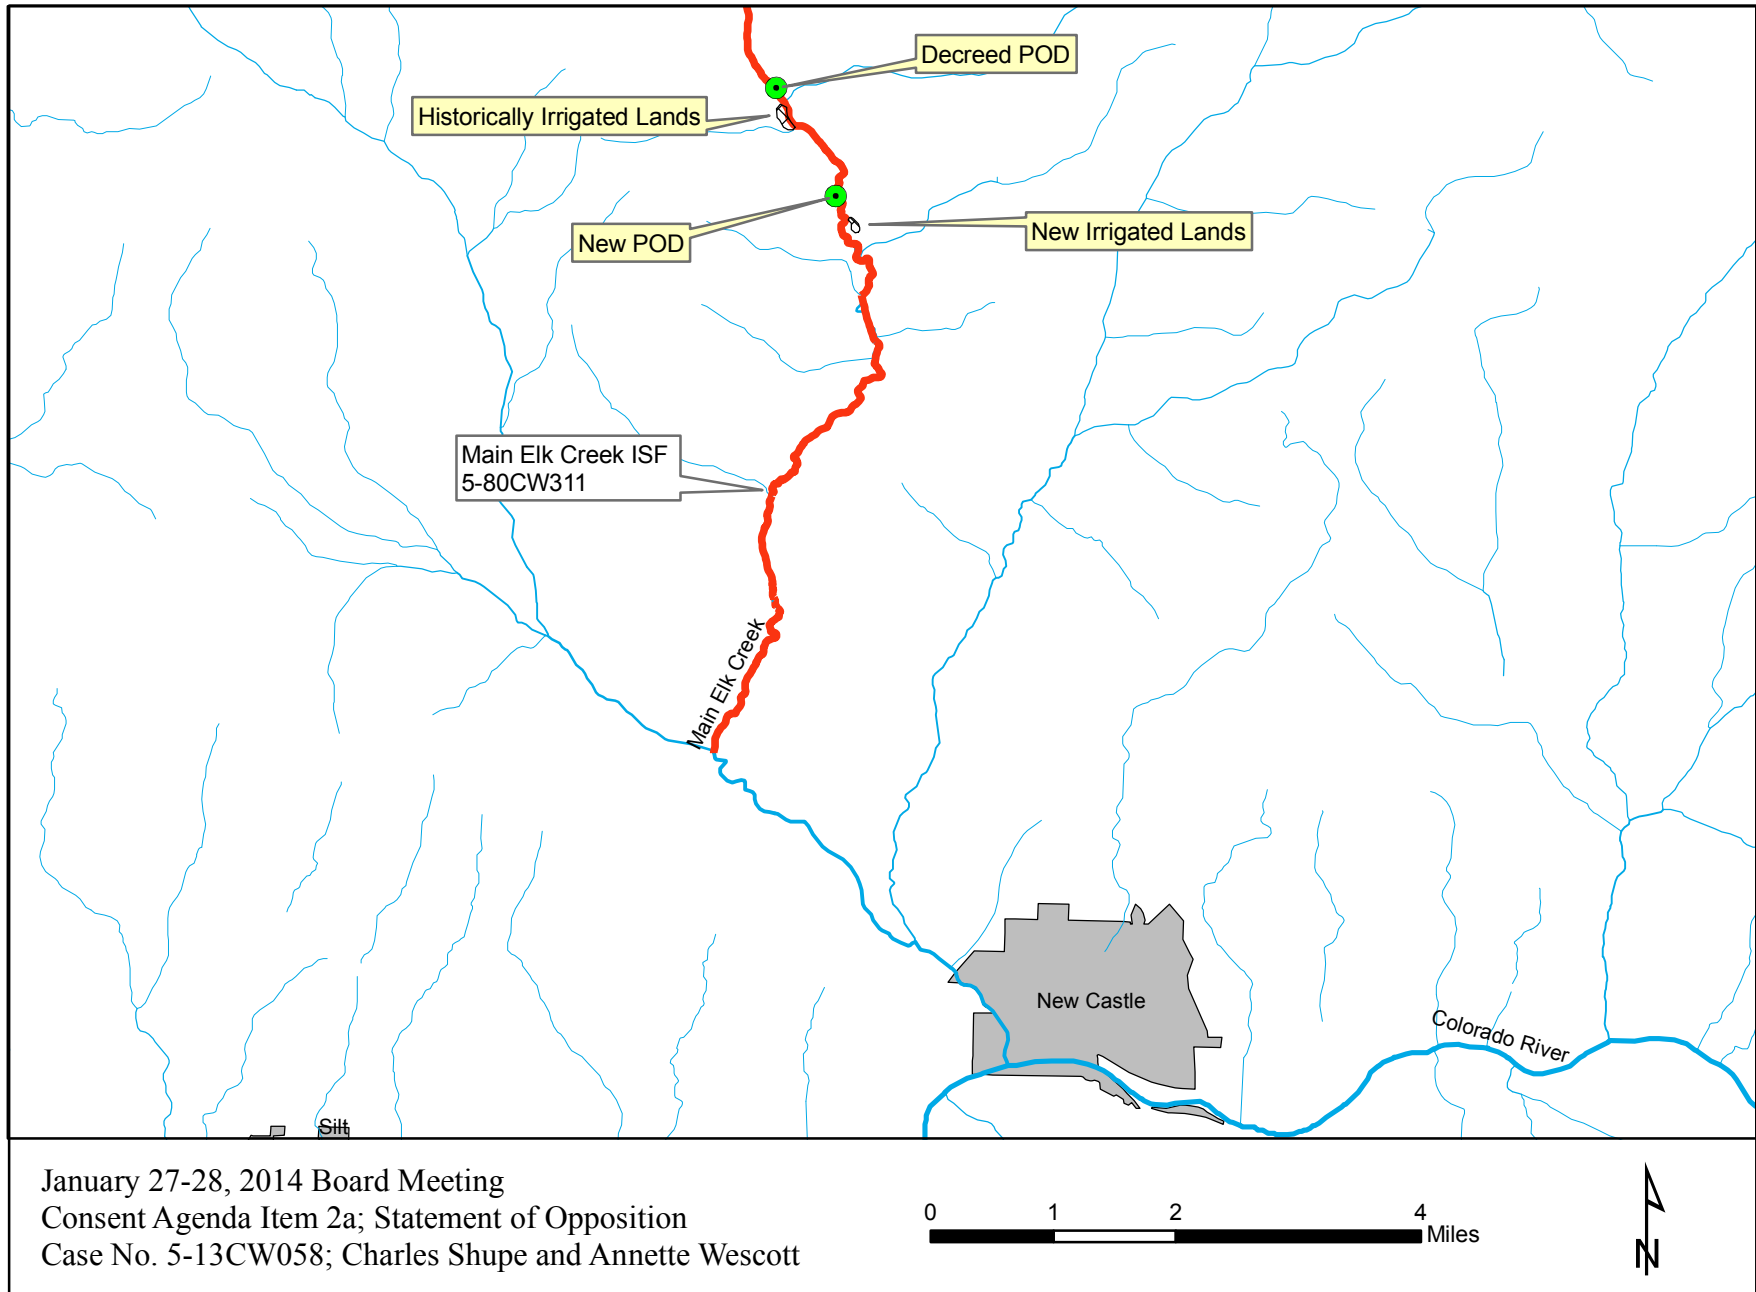 Decreed POD
Historically Irrigated Lands
New POD
New Irrigated Lands
Main Elk Creek ISF
5-80CW311
Main Elk Creek
New Castle
Colorado River
Silt
January 27-28, 2014 Board Meeting
Consent Agenda Item 2a; Statement of Opposition
Case No. 5-13CW058; Charles Shupe and Annette Wescott
0 1 2 4
Miles
N